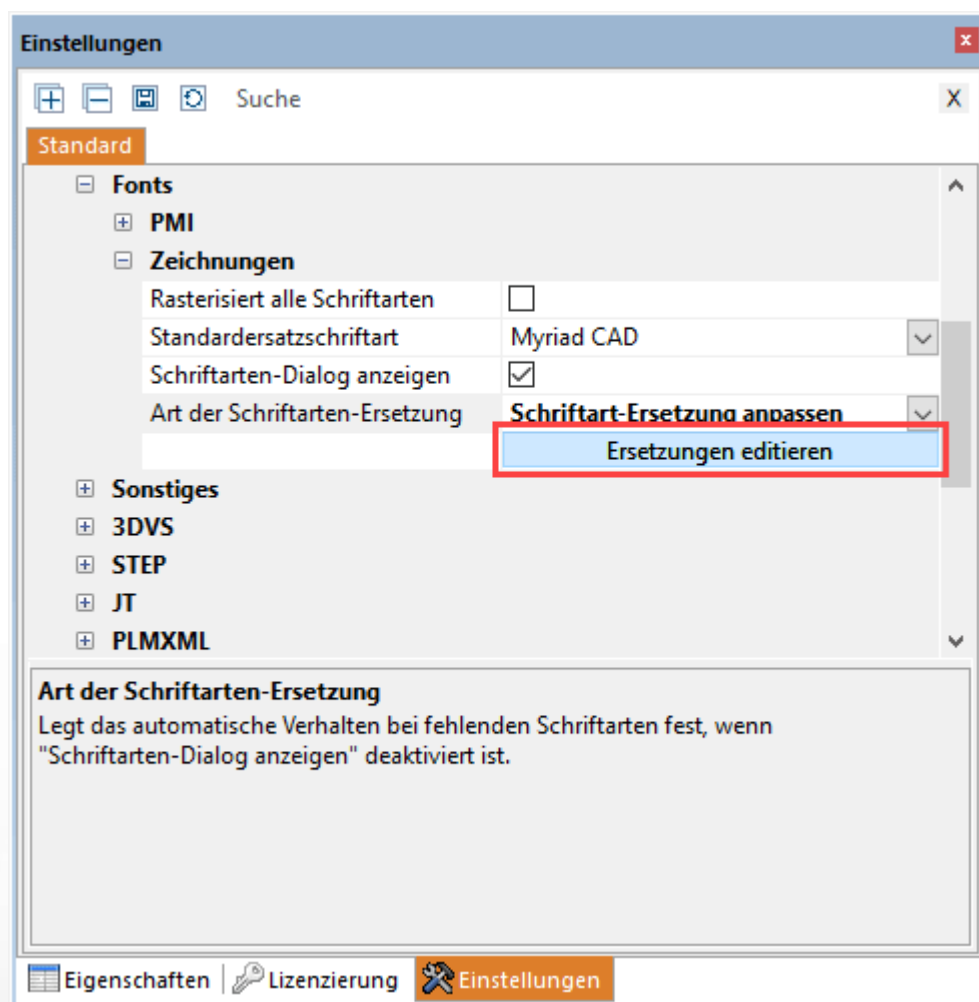 Einstellungen
x
Suche
X
Standard
Fonts
PMI
Zeichnungen
Rasterisiert alle Schriftarten
Standardersatzschriftart Myriad CAD
Schriftarten-Dialog anzeigen
Art der Schriftarten-Ersetzung Schriftart-Ersetzung anpassen
Ersetzungen editieren
Sonstiges
3DVS
STEP
JT
PLMXML
Art der Schriftarten-Ersetzung
Legt das automatische Verhalten bei fehlenden Schriftarten fest, wenn
"Schriftarten-Dialog anzeigen" deaktiviert ist.
Eigenschaften Lizenzierung Einstellungen